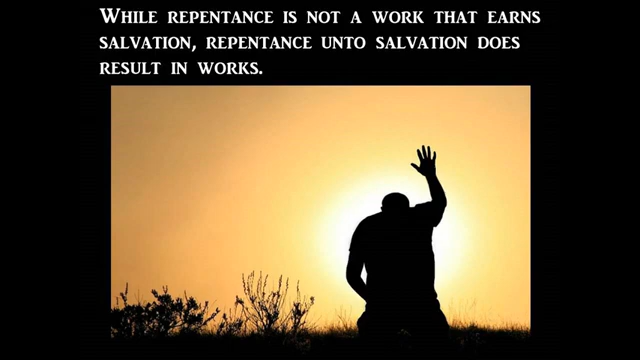 While repentance is not a work that earns
salvation, repentance unto salvation does
result in works.